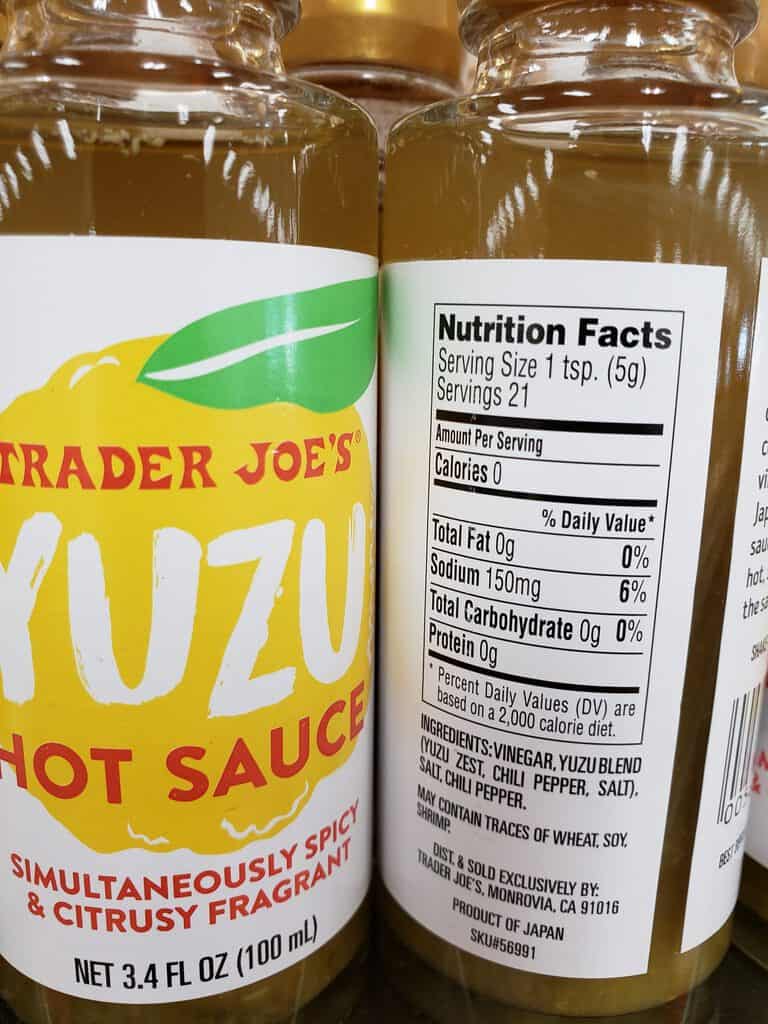 TRADER JOE'S®
YUZU
HOT SAUCE
SIMULTANEOUSLY SPICY
& CITRUSY FRAGRANT
NET 3.4 FL OZ (100 mL)
Nutrition Facts
Serving Size 1 tsp. (5g)
Servings 21
Amount Per Serving
Calories 0
% Daily Value*
Total Fat 0g 0%
Sodium 150mg 6%
Total Carbohydrate 0g 0%
Protein 0g
* Percent Daily Values (DV) are
based on a 2,000 calorie diet.
INGREDIENTS: VINEGAR, YUZU BLEND
(YUZU ZEST, CHILI PEPPER, SALT),
SALT, CHILI PEPPER.
MAY CONTAIN TRACES OF WHEAT, SOY,
SHRIMP.
DIST. & SOLD EXCLUSIVELY BY:
TRADER JOE'S, MONROVIA, CA 91016
PRODUCT OF JAPAN
SKU#56991
hot,
BEST